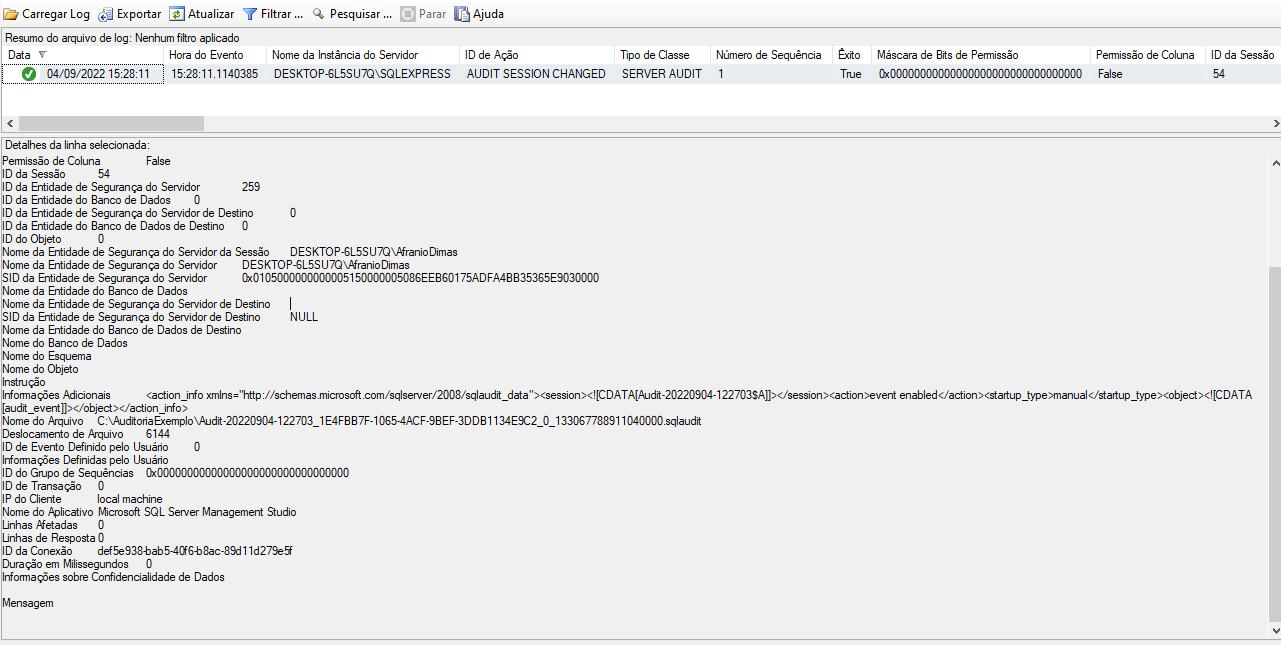 Carregar Log Exportar Atualizar Filtrar ... Pesquisar ... Parar Ajuda
Resumo do arquivo de log: Nenhum filtro aplicado
Data Hora do Evento Nome da Instância do Servidor ID de Ação Tipo de Classe Número de Sequência Êxito Máscara de Bits de Permissão Permissão de Coluna ID da Sessão
04/09/2022 15:28:11 15:28:11.1140385 DESKTOP-6L5SU7Q\SQLEXPRESS AUDIT SESSION CHANGED SERVER AUDIT 1 True 0x00000000000000000000000000000000 False 54
Detalhes da linha selecionada:
Permissão de Coluna False
ID da Sessão 54
ID da Entidade de Segurança do Servidor 259
ID da Entidade do Banco de Dados 0
ID da Entidade de Segurança do Servidor de Destino 0
ID da Entidade do Banco de Dados de Destino 0
ID do Objeto 0
Nome da Entidade de Segurança do Servidor da Sessão DESKTOP-6L5SU7Q\AfranioDimas
Nome da Entidade de Segurança do Servidor DESKTOP-6L5SU7Q\AfranioDimas
SID da Entidade de Segurança do Servidor 0x0105000000000005150000005086EEB60175ADFA4BB35365E9030000
Nome da Entidade do Banco de Dados
Nome da Entidade de Segurança do Servidor de Destino
SID da Entidade de Segurança do Servidor de Destino NULL
Nome da Entidade do Banco de Dados de Destino
Nome do Banco de Dados
Nome do Esquema
Nome do Objeto
Instrução
Informações Adicionais <action_info xmlns="http://schemas.microsoft.com/sqlserver/2008/sqlaudit_data"><session><![CDATA[Audit-20220904-122703$A]]></session><action>event enabled</action><startup_type>manual</startup_type><object><![CDATA
[audit_event]]></object></action_info>
Nome do Arquivo C:\AuditoriaExemplo\Audit-20220904-122703_1E4FBB7F-1065-4ACF-9BEF-3DDB1134E9C2_0_133067788911040000.sqlaudit
Deslocamento de Arquivo 6144
ID de Evento Definido pelo Usuário 0
Informações Definidas pelo Usuário
ID do Grupo de Sequências 0x00000000000000000000000000000000
ID de Transação 0
IP do Cliente local machine
Nome do Aplicativo Microsoft SQL Server Management Studio
Linhas Afetadas 0
Linhas de Resposta 0
ID da Conexão def5e938-bab5-40f6-b8ac-89d11d279e5f
Duração em Milissegundos 0
Informações sobre Confidencialidade de Dados
Mensagem